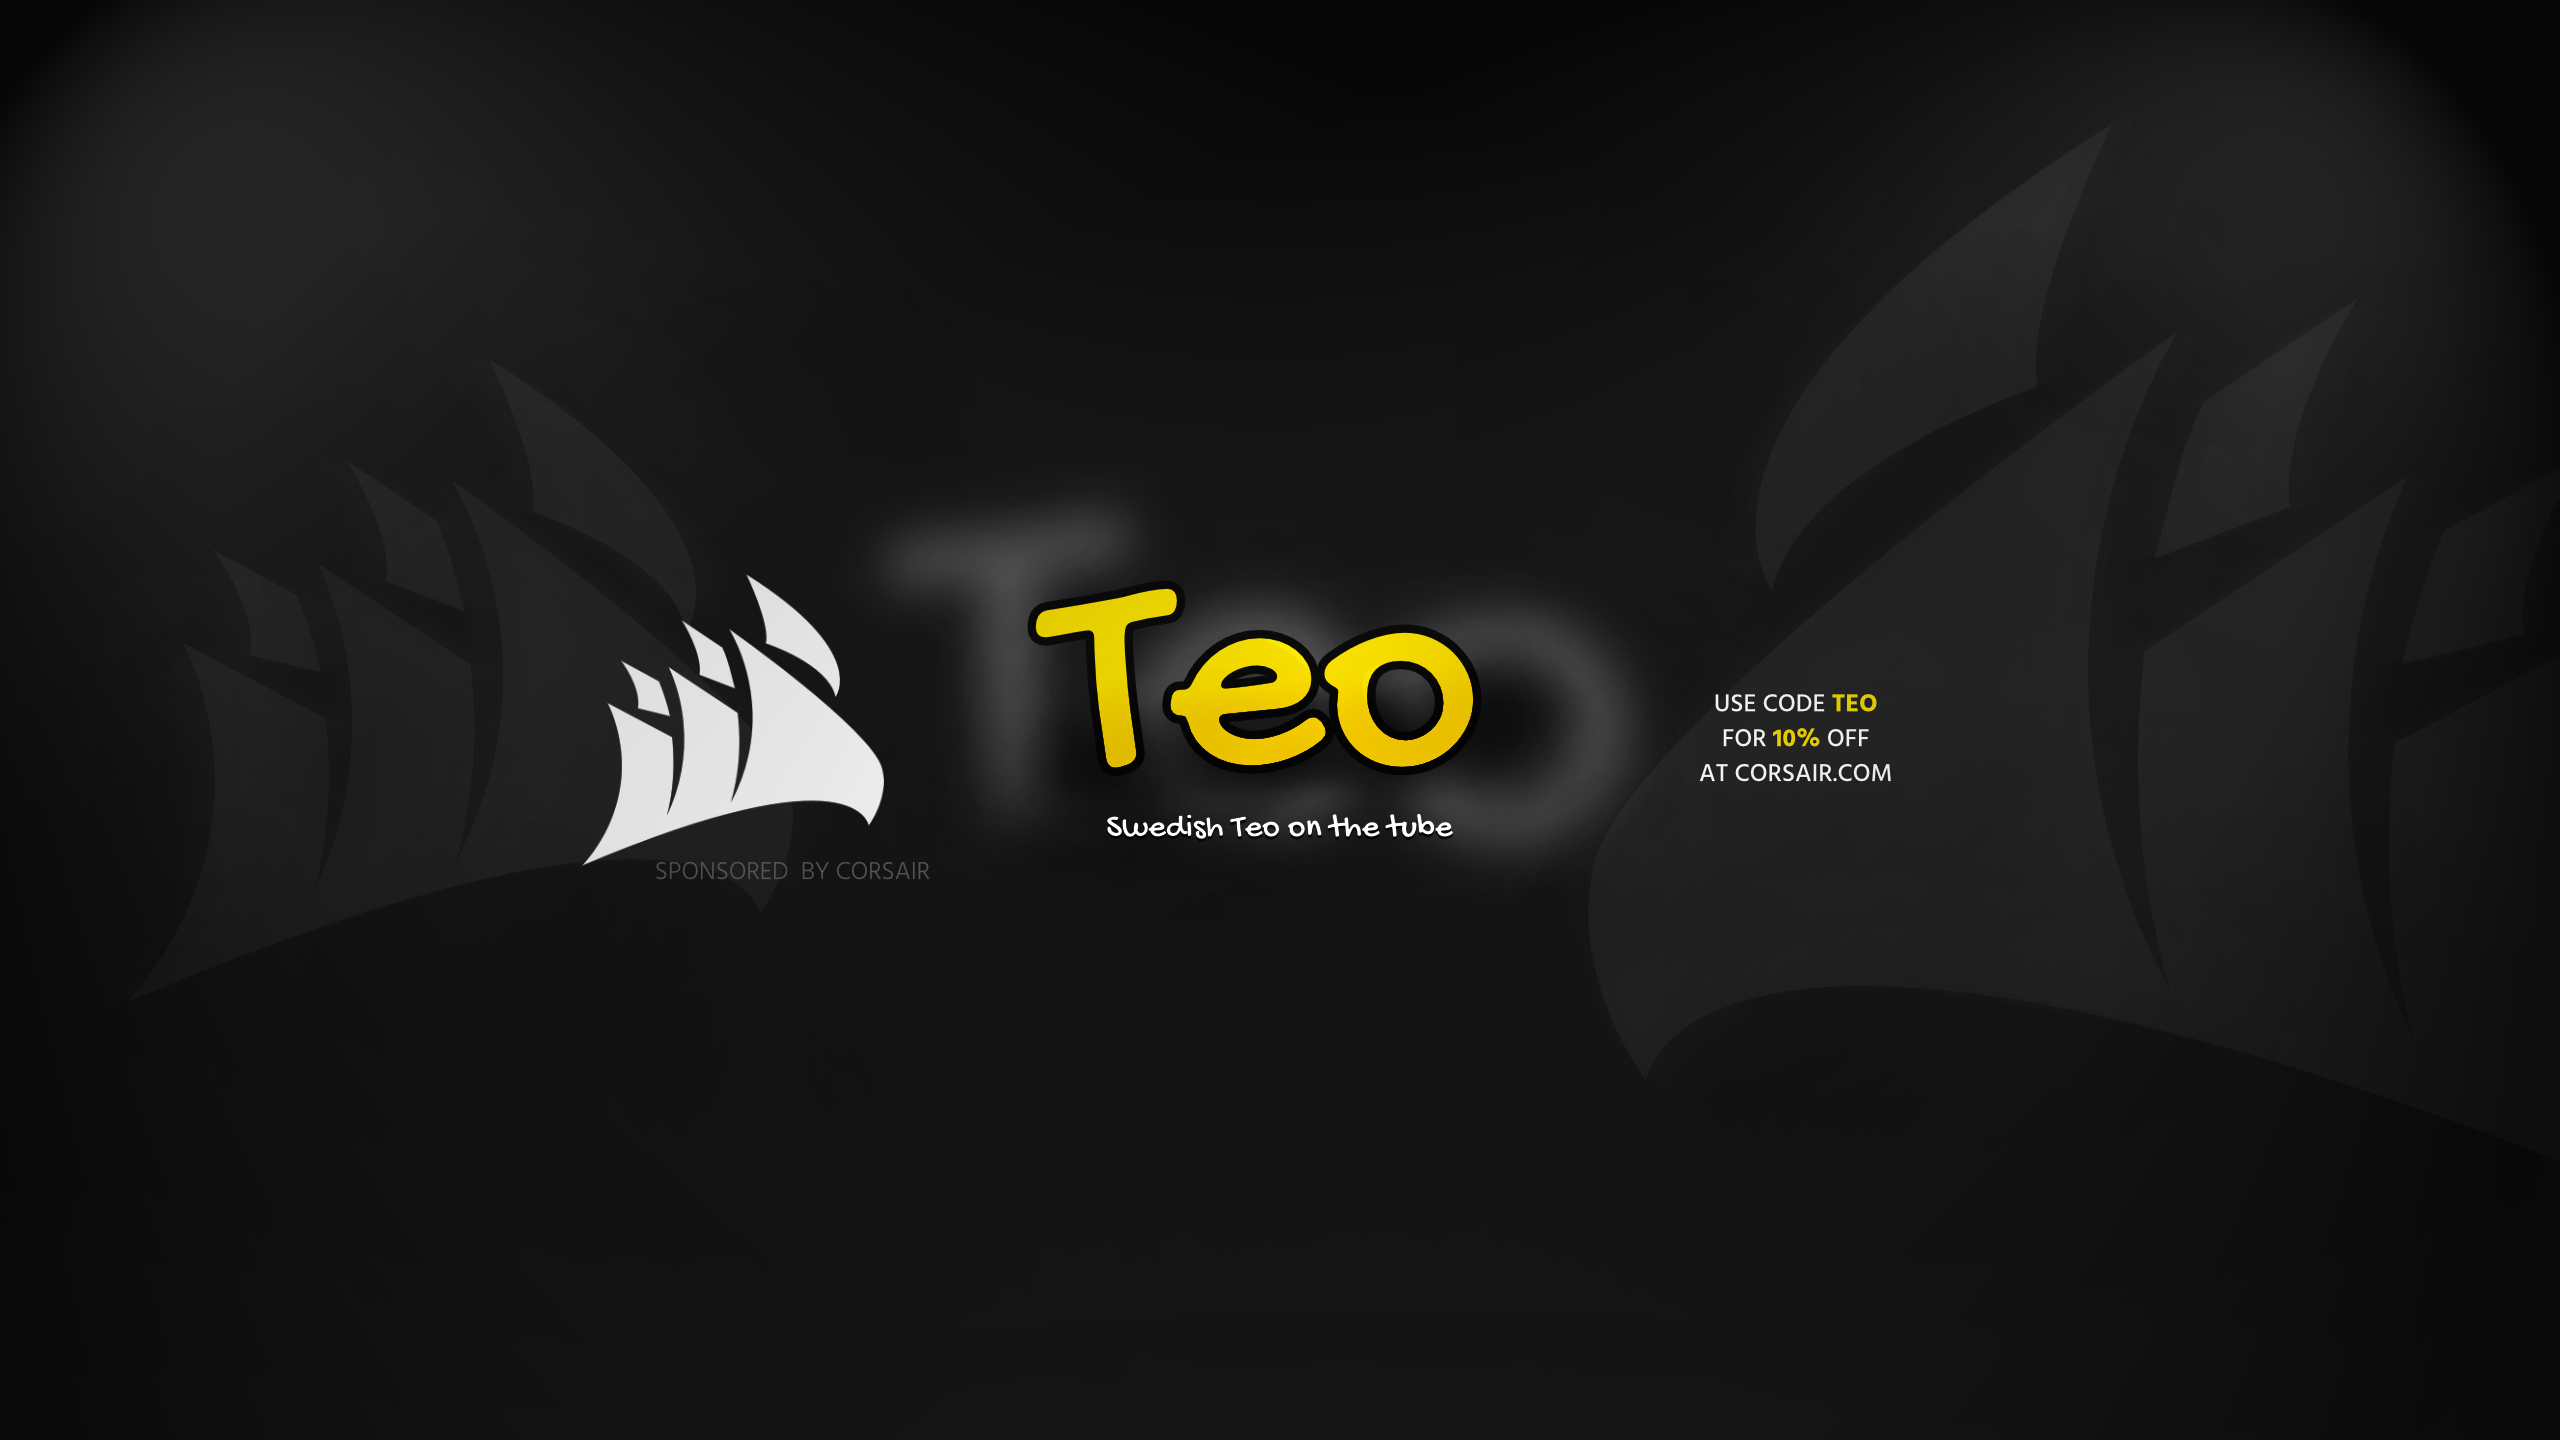 Teo
Swedish Teo on the tube
SPONSORED BY CORSAIR
USE CODE TEO
FOR 10% OFF
AT CORSAIR.COM